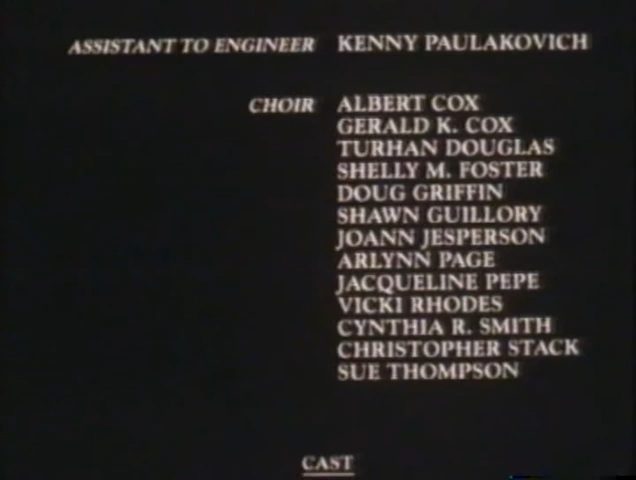 ASSISTANT TO ENGINEER KENNY PAULAKOVICH
CHOIR ALBERT COX
GERALD K. COX
TURHAN DOUGLAS
SHELLY M. FOSTER
DOUG GRIFFIN
SHAWN GUILLORY
JOANN JESPERSON
ARLYNN PAGE
JACQUELINE PEPE
VICKI RHODES
CYNTHIA R. SMITH
CHRISTOPHER STACK
SUE THOMPSON
CAST